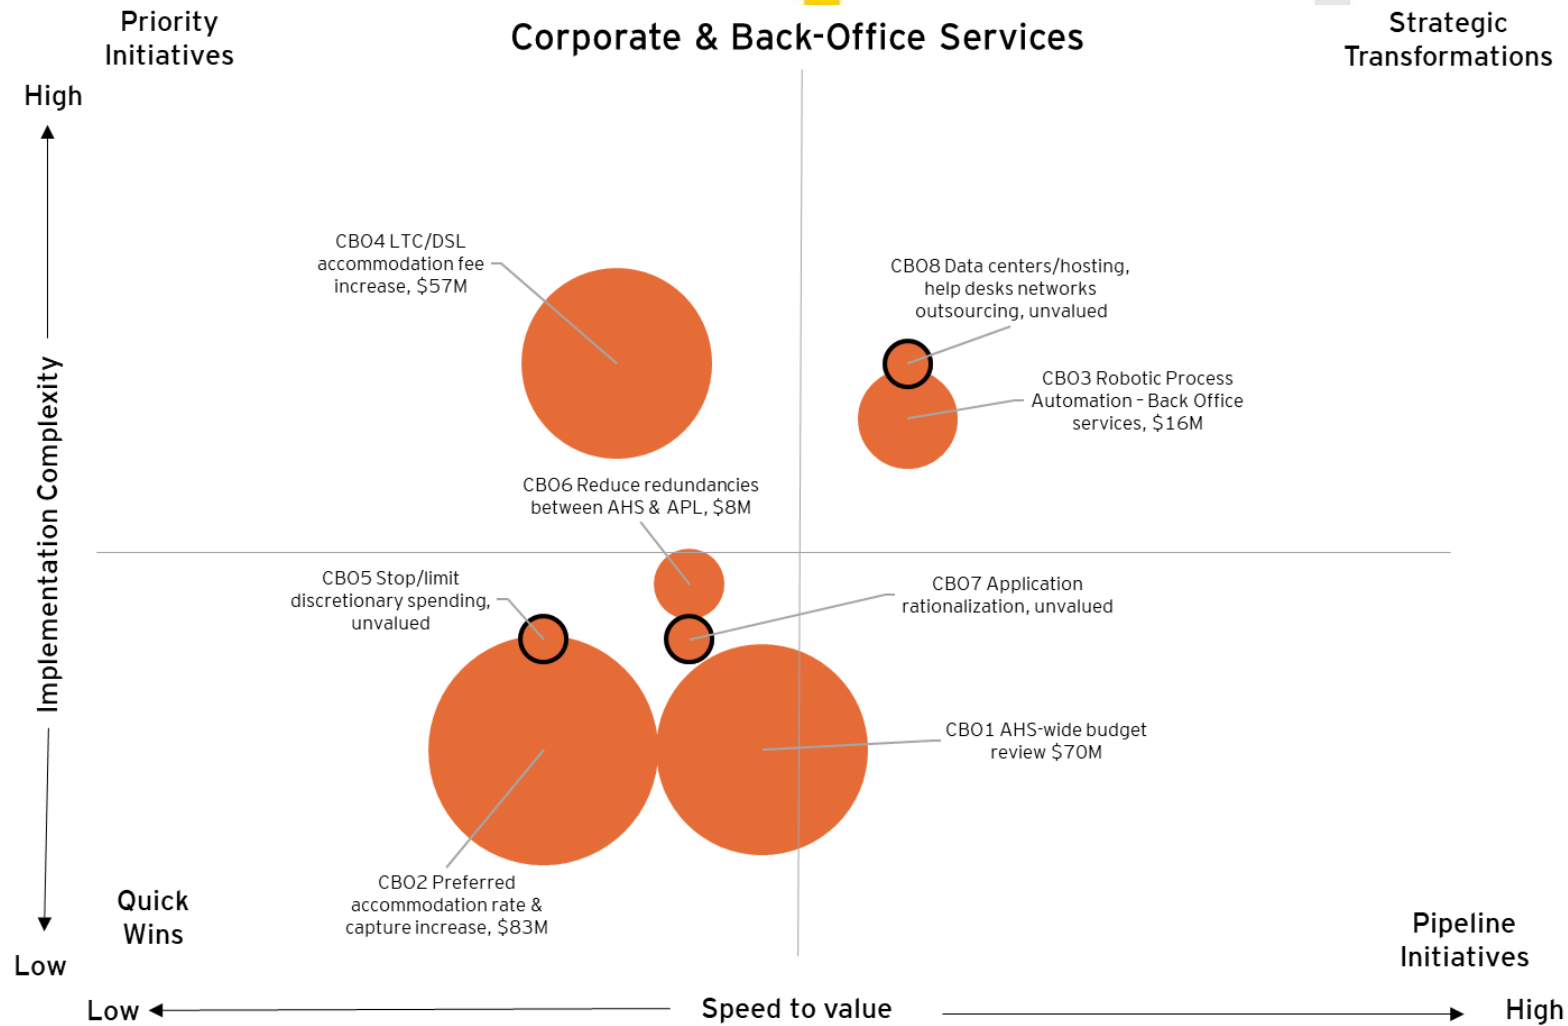 Priority
Initiatives
Corporate & Back-Office Services
Strategic
Transformations
High
CBO4 LTC/DSL
accommodation fee
increase, $57M
CBO8 Data centers/hosting,
help desks networks
outsourcing, unvalued
CBO3 Robotic Process
Automation – Back Office
services, $16M
CBO6 Reduce redundancies
between AHS & APL, $8M
Implementation Complexity
CBO5 Stop/limit
discretionary spending,
unvalued
CBO7 Application
rationalization, unvalued
CBO1 AHS-wide budget
review $70M
CBO2 Preferred
accommodation rate &
capture increase, $83M
Quick
Wins
Pipeline
Initiatives
Low
Low
Speed to value
High